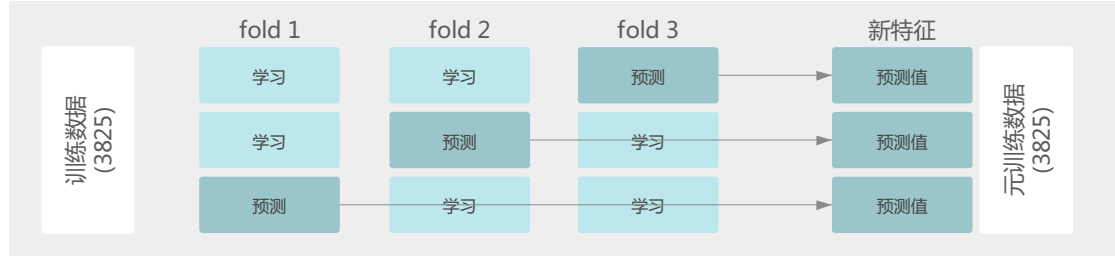 fold 1
fold 2
fold 3
新特征
训练数据
(3825)
学习
学习
预测
预测值
学习
预测
学习
预测值
预测
学习
学习
预测值
元训练数据
(3825)